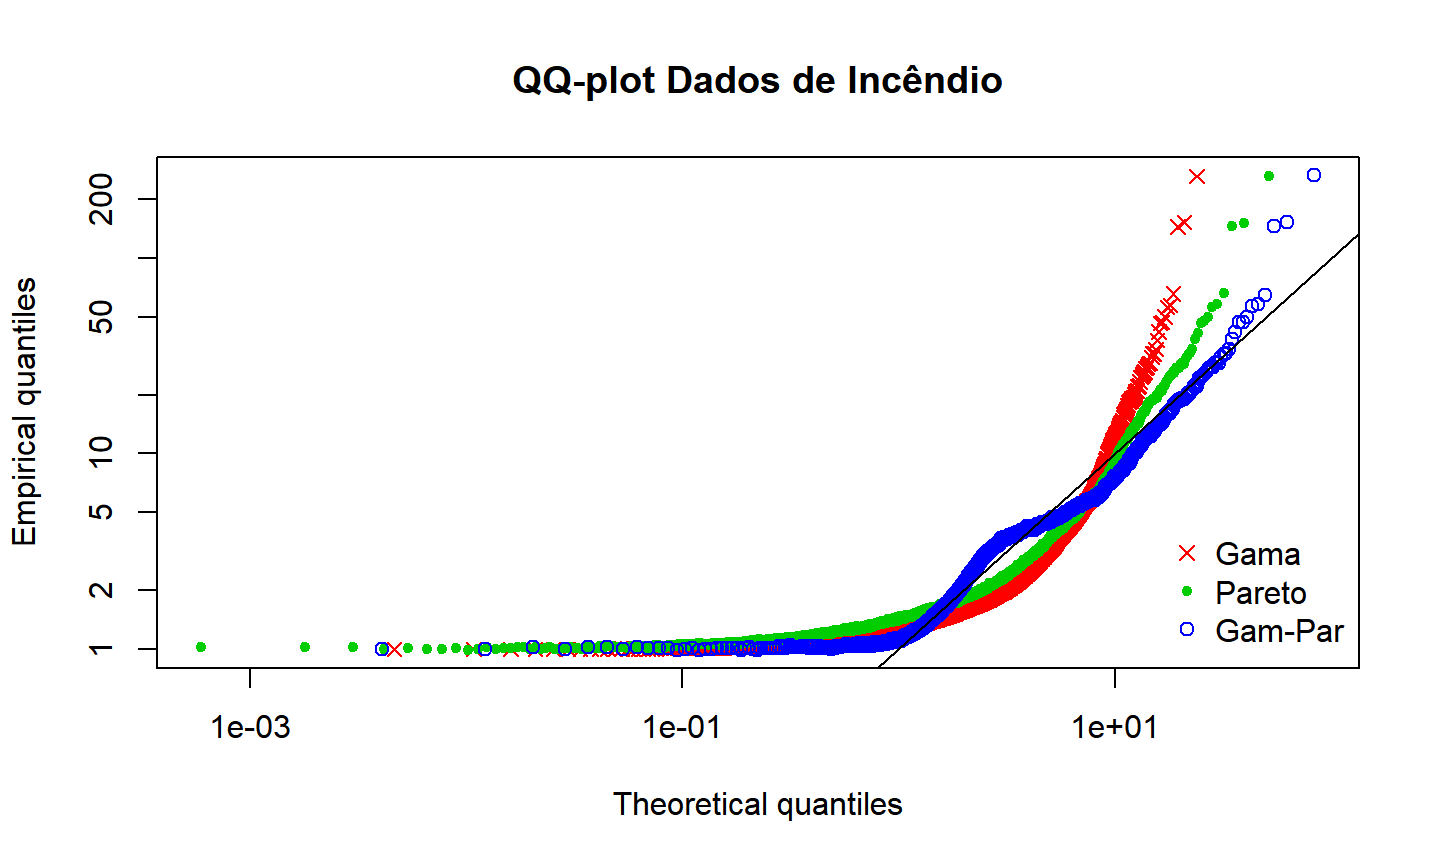 QQ-plot Dados de Incêndio
Empirical quantiles
200
50
10
5
2
1
Gama
Pareto
Gam-Par
1e-03
1e-01
1e+01
Theoretical quantiles